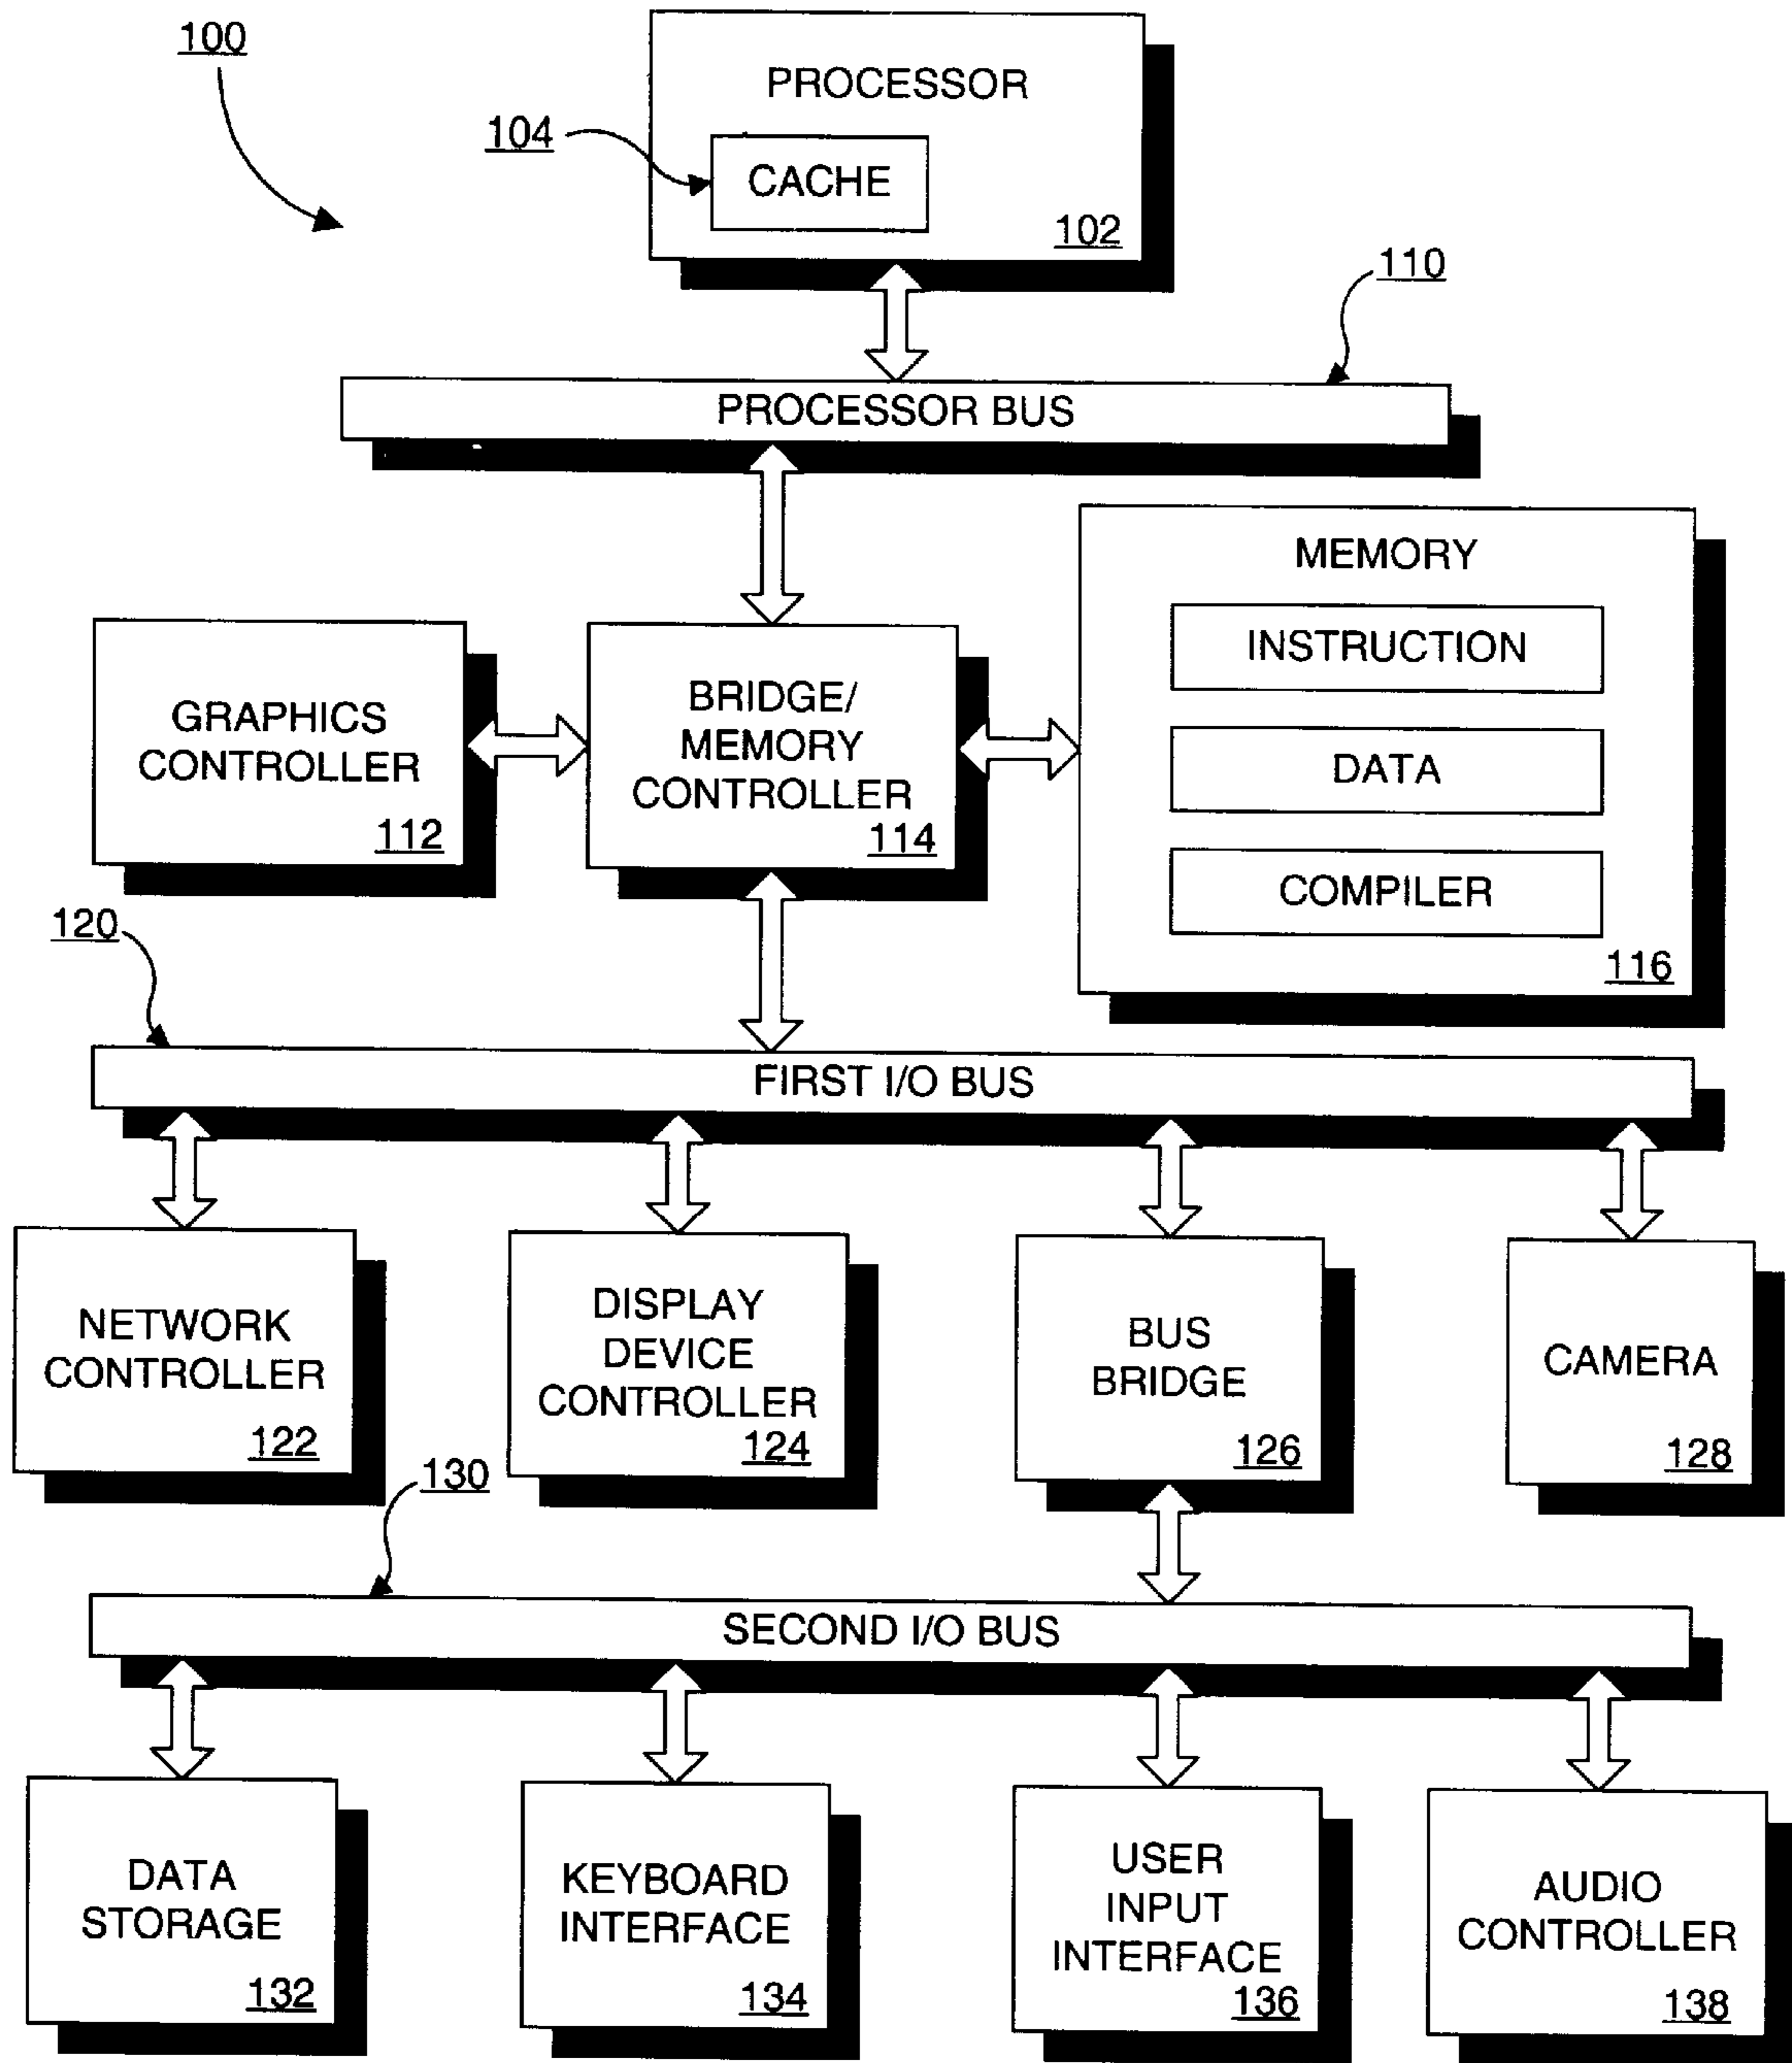 100
PROCESSOR
104
CACHE
102
110
PROCESSOR BUS
MEMORY
INSTRUCTION
DATA
COMPILER
116
GRAPHICS
CONTROLLER
112
BRIDGE/
MEMORY
CONTROLLER
114
120
FIRST I/O BUS
NETWORK
CONTROLLER
122
DISPLAY
DEVICE
CONTROLLER
124
BUS
BRIDGE
126
CAMERA
128
130
SECOND I/O BUS
DATA
STORAGE
132
KEYBOARD
INTERFACE
134
USER
INPUT
INTERFACE
136
AUDIO
CONTROLLER
138